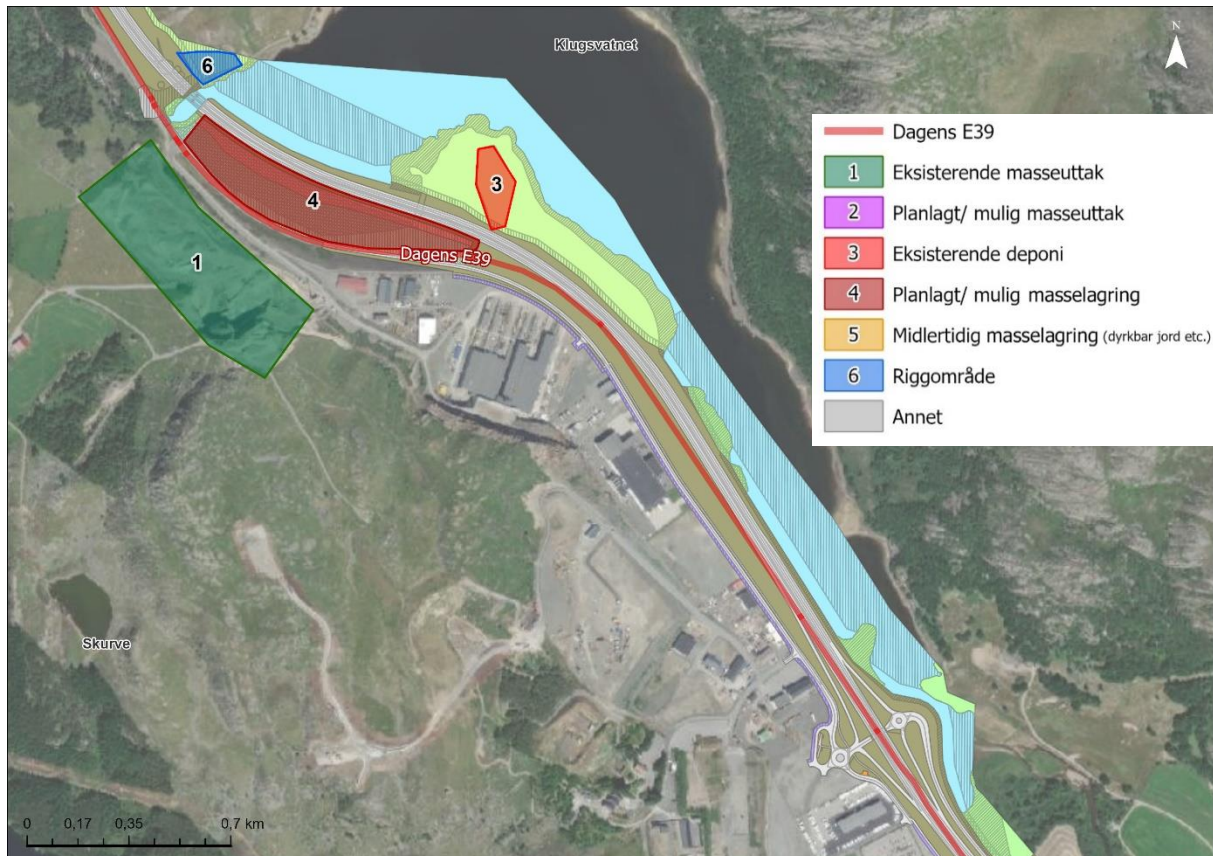 Klugsvatnet
N
6
3
4
Dagens E39
1
Skurve
0 0,17 0,35 0,7 km
Dagens E39
1 Eksisterende masseuttak
2 Planlagt/ mulig masseuttak
3 Eksisterende deponi
4 Planlagt/ mulig masselagring
5 Midlertidig masselagring (dyrkbar jord etc.)
6 Riggområde
Annet